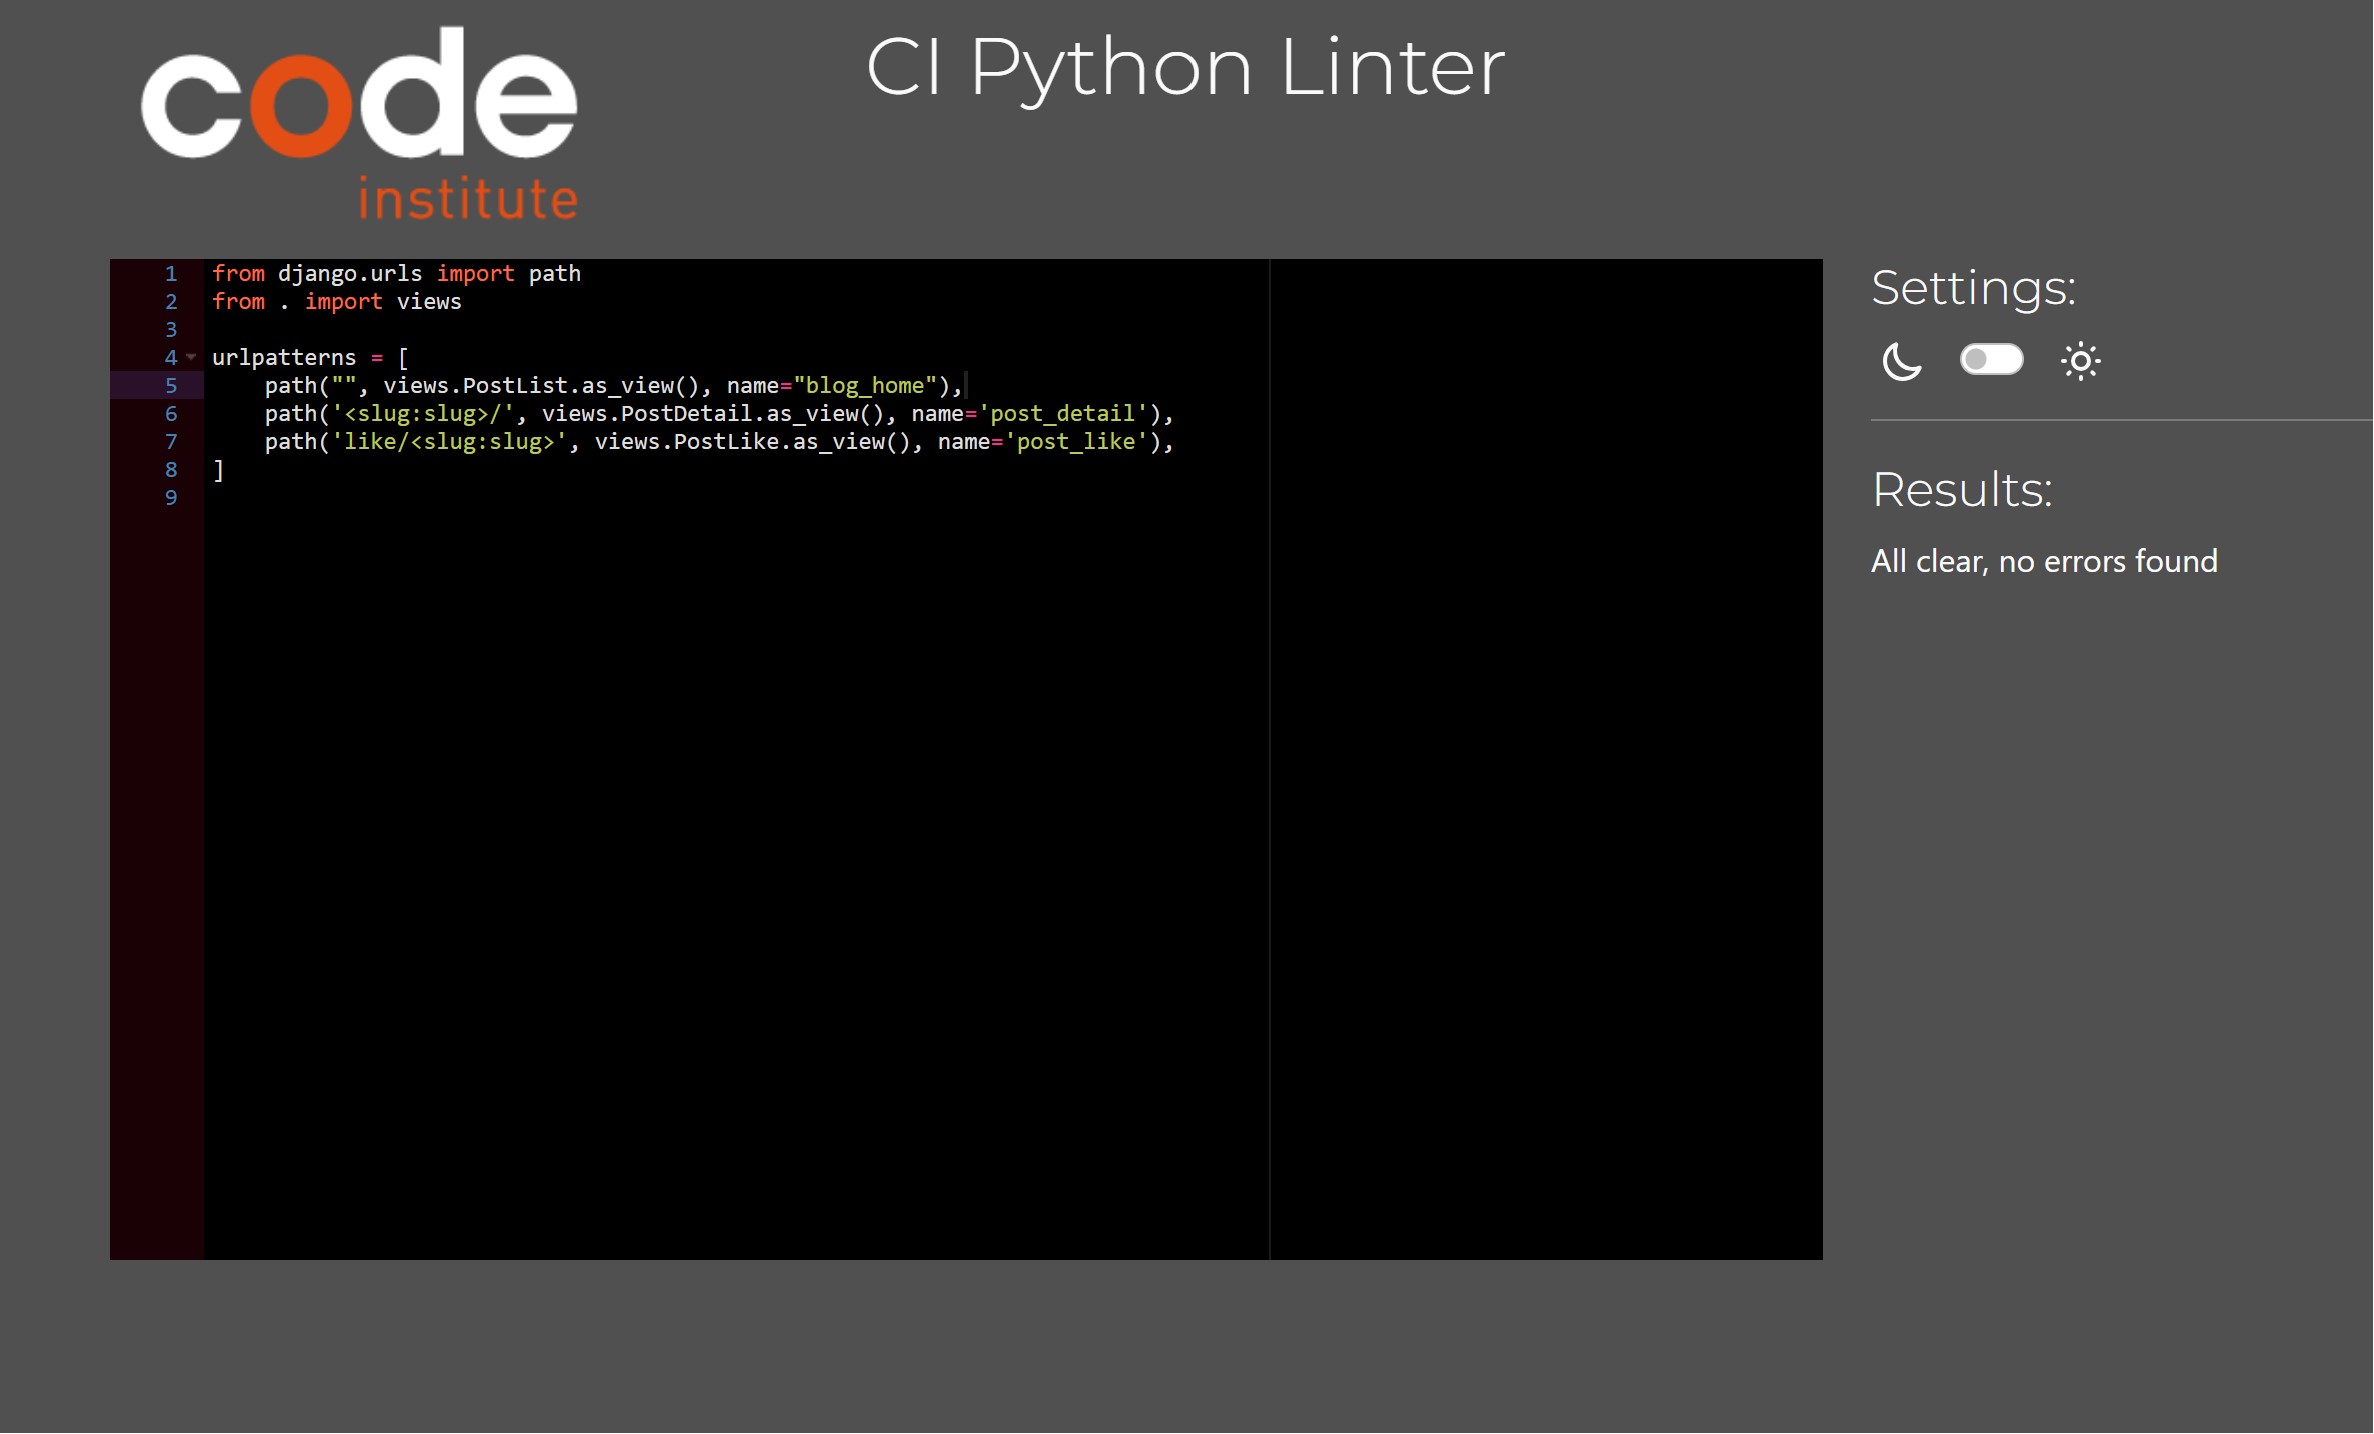 code
institute
CI Python Linter
1 from django.urls import path
2 from . import views
3
4 urlpatterns = [
5     path("", views.PostList.as_view(), name="blog_home"),
6     path('<slug:slug>/', views.PostDetail.as_view(), name='post_detail'),
7     path('like/<slug:slug>', views.PostLike.as_view(), name='post_like'),
8 ]
9
Settings:
Results:
All clear, no errors found